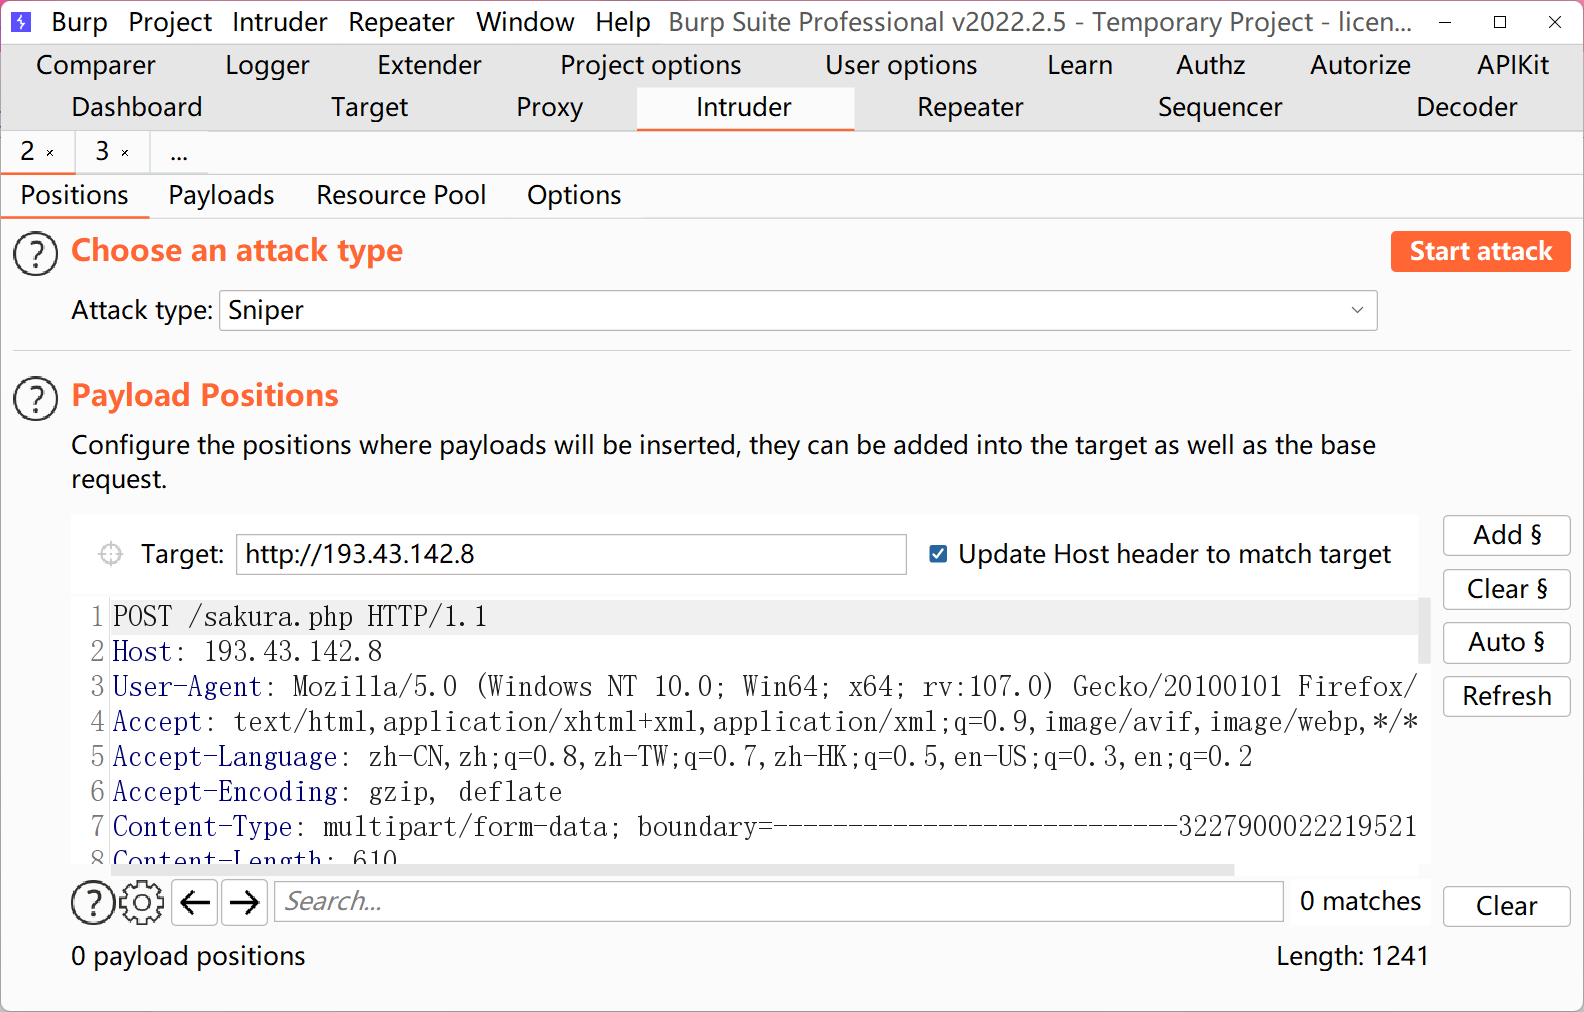 Burp Project Intruder Repeater Window Help Burp Suite Professional v2022.2.5 - Temporary Project - licen...
Comparer Logger Extender Project options User options Learn Authz Autorize APIKit
Dashboard Target Proxy Intruder Repeater Sequencer Decoder
2 × 3 × ...
Positions Payloads Resource Pool Options
? Choose an attack type Start attack
Attack type: Sniper
? Payload Positions
Configure the positions where payloads will be inserted, they can be added into the target as well as the base
request.
Target: http://193.43.142.8 Update Host header to match target
Add §
Clear §
Auto §
Refresh
1 POST /sakura.php HTTP/1.1
2 Host: 193.43.142.8
3 User-Agent: Mozilla/5.0 (Windows NT 10.0; Win64; x64; rv:107.0) Gecko/20100101 Firefox/
4 Accept: text/html,application/xhtml+xml,application/xml;q=0.9,image/avif,image/webp,*/*
5 Accept-Language: zh-CN,zh;q=0.8,zh-TW;q=0.7,zh-HK;q=0.5,en-US;q=0.3,en;q=0.2
6 Accept-Encoding: gzip, deflate
7 Content-Type: multipart/form-data; boundary=---------------------------3227900022219521
8 Content-Length: 610
? Search... 0 matches Clear
0 payload positions Length: 1241